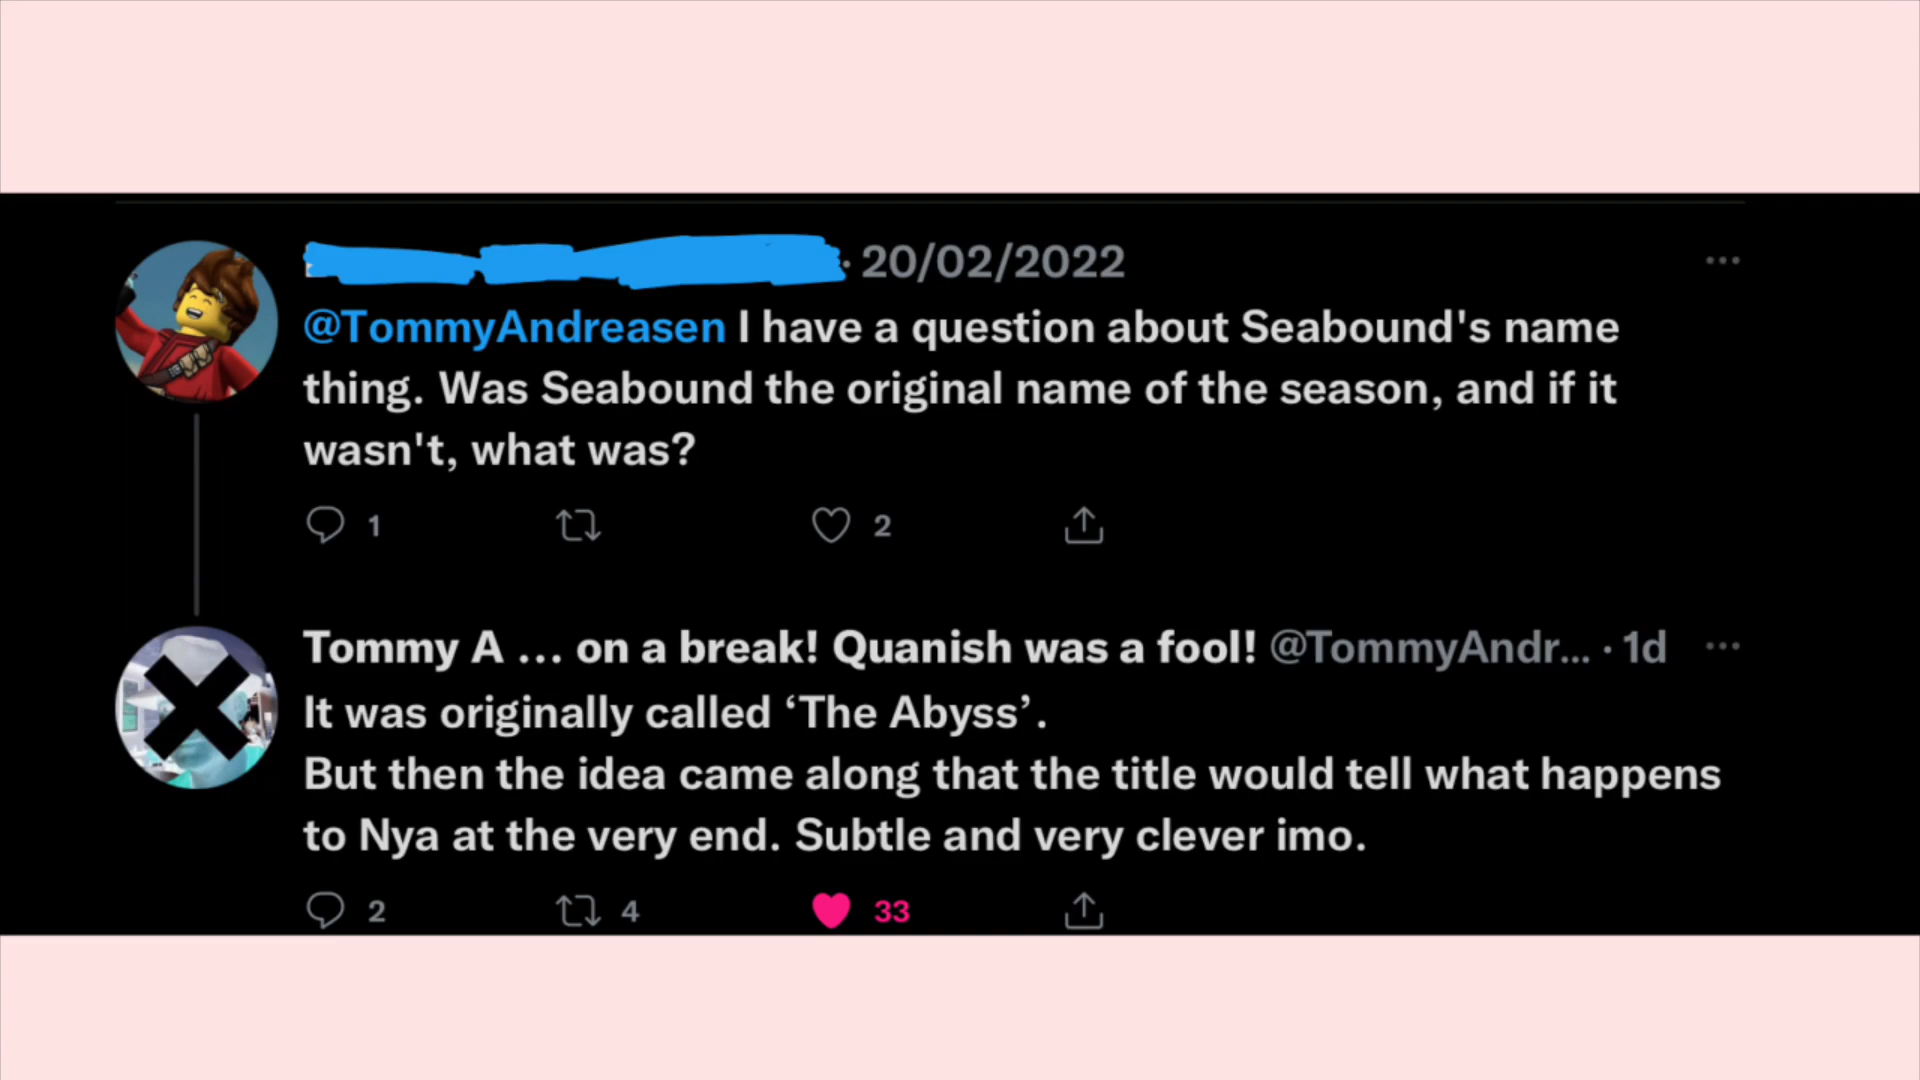 · 20/02/2022
@TommyAndreasen I have a question about Seabound's name
thing. Was Seabound the original name of the season, and if it
wasn't, what was?
1 2
Tommy A ... on a break! Quanish was a fool! @TommyAndr... · 1d
It was originally called ‘The Abyss’.
But then the idea came along that the title would tell what happens
to Nya at the very end. Subtle and very clever imo.
2 4 33